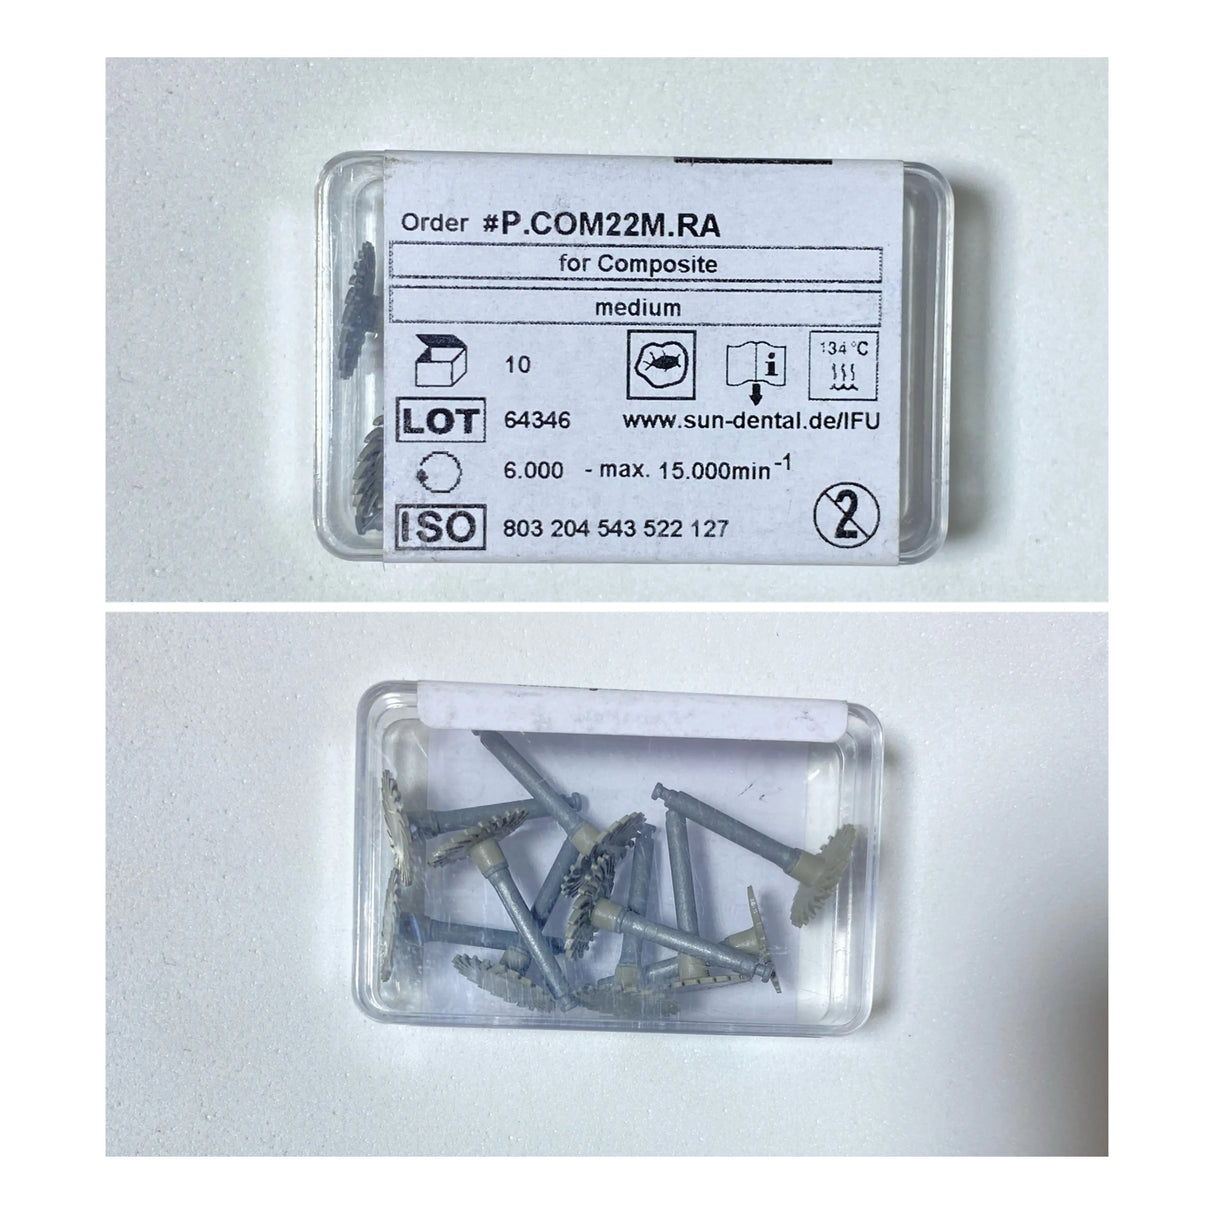 Order #P.COM22M.RA
for Composite
medium
10
134 °C
i
LOT 64346
www.sun-dental.de/IFU
6.000 - max. 15.000min-1
ISO 803 204 543 522 127
2